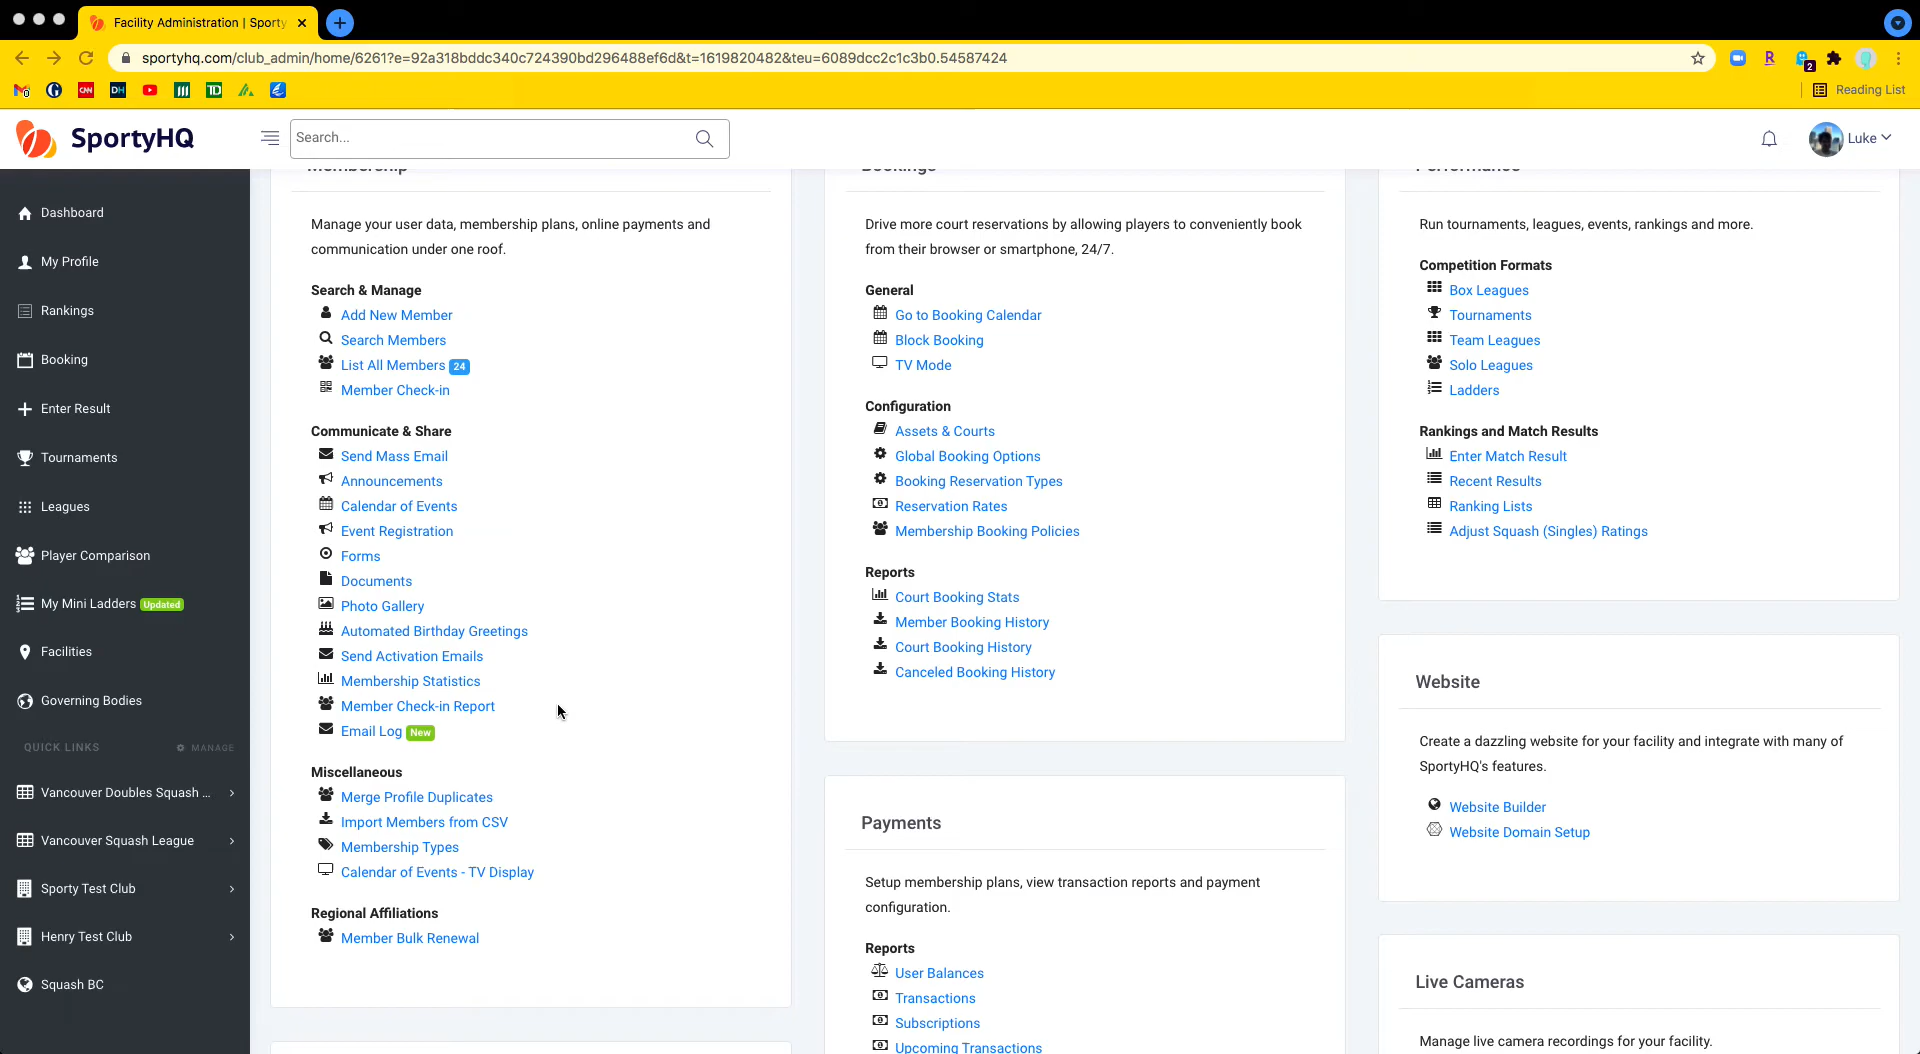 Facility Administration | Sporty
sportyhq.com/club_admin/home/6261?e=92a318bddc340c724390bd296488ef6d&t=1619820482&teu=6089dcc2c1c3b0.54587424
R
2
CNN
DH
TD
Reading List
SportyHQ
Search...
Luke
Dashboard
My Profile
Rankings
Booking
Enter Result
Tournaments
Leagues
Player Comparison
My Mini Ladders Updated
Facilities
Governing Bodies
QUICK LINKS MANAGE
Vancouver Doubles Squash ...
Vancouver Squash League
Sporty Test Club
Henry Test Club
Squash BC
Membership
Manage your user data, membership plans, online payments and
communication under one roof.
Search & Manage
Add New Member
Search Members
List All Members 24
Member Check-in
Communicate & Share
Send Mass Email
Announcements
Calendar of Events
Event Registration
Forms
Documents
Photo Gallery
Automated Birthday Greetings
Send Activation Emails
Membership Statistics
Member Check-in Report
Email Log New
Miscellaneous
Merge Profile Duplicates
Import Members from CSV
Membership Types
Calendar of Events - TV Display
Regional Affiliations
Member Bulk Renewal
Bookings
Drive more court reservations by allowing players to conveniently book
from their browser or smartphone, 24/7.
General
Go to Booking Calendar
Block Booking
TV Mode
Configuration
Assets & Courts
Global Booking Options
Booking Reservation Types
Reservation Rates
Membership Booking Policies
Reports
Court Booking Stats
Member Booking History
Court Booking History
Canceled Booking History
Payments
Setup membership plans, view transaction reports and payment
configuration.
Reports
User Balances
Transactions
Subscriptions
Upcoming Transactions
Performance
Run tournaments, leagues, events, rankings and more.
Competition Formats
Box Leagues
Tournaments
Team Leagues
Solo Leagues
Ladders
Rankings and Match Results
Enter Match Result
Recent Results
Ranking Lists
Adjust Squash (Singles) Ratings
Website
Create a dazzling website for your facility and integrate with many of
SportyHQ's features.
Website Builder
Website Domain Setup
Live Cameras
Manage live camera recordings for your facility.